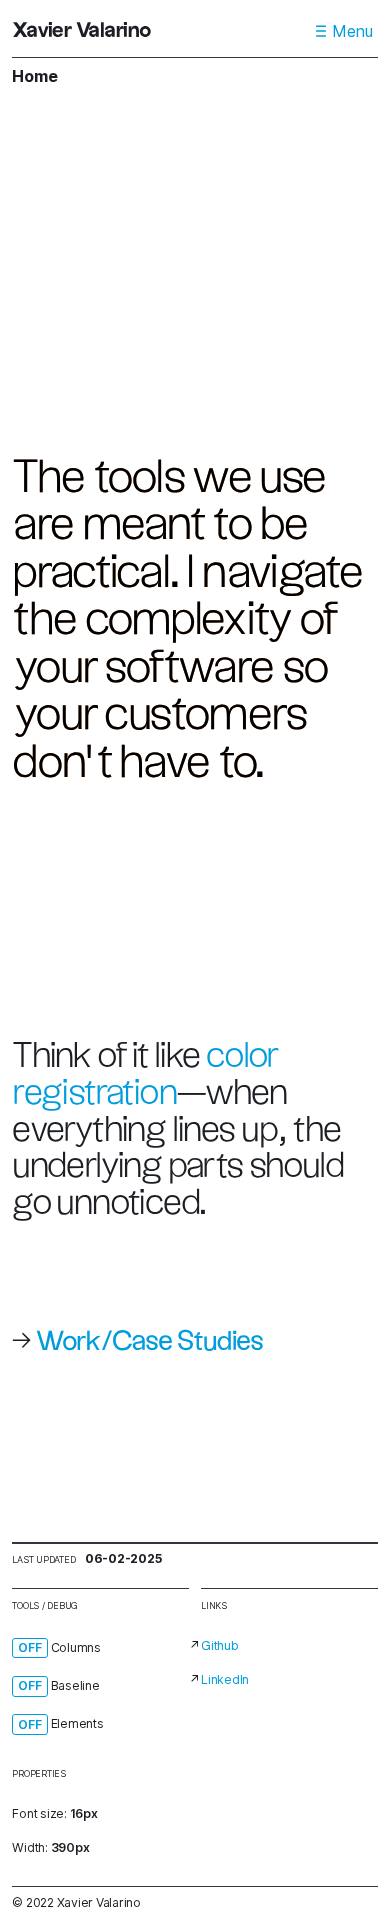 Xavier Valarino
☰ Menu
Home
The tools we use
are meant to be
practical. I navigate
the complexity of
your software so
your customers
don't have to.
Think of it like color
registration—when
everything lines up, the
underlying parts should
go unnoticed.
→ Work/Case Studies
LAST UPDATED 06-02-2025
TOOLS / DEBUG
OFF Columns
OFF Baseline
OFF Elements
LINKS
↗ Github
↗ LinkedIn
PROPERTIES
Font size: 16px
Width: 390px
© 2022 Xavier Valarino